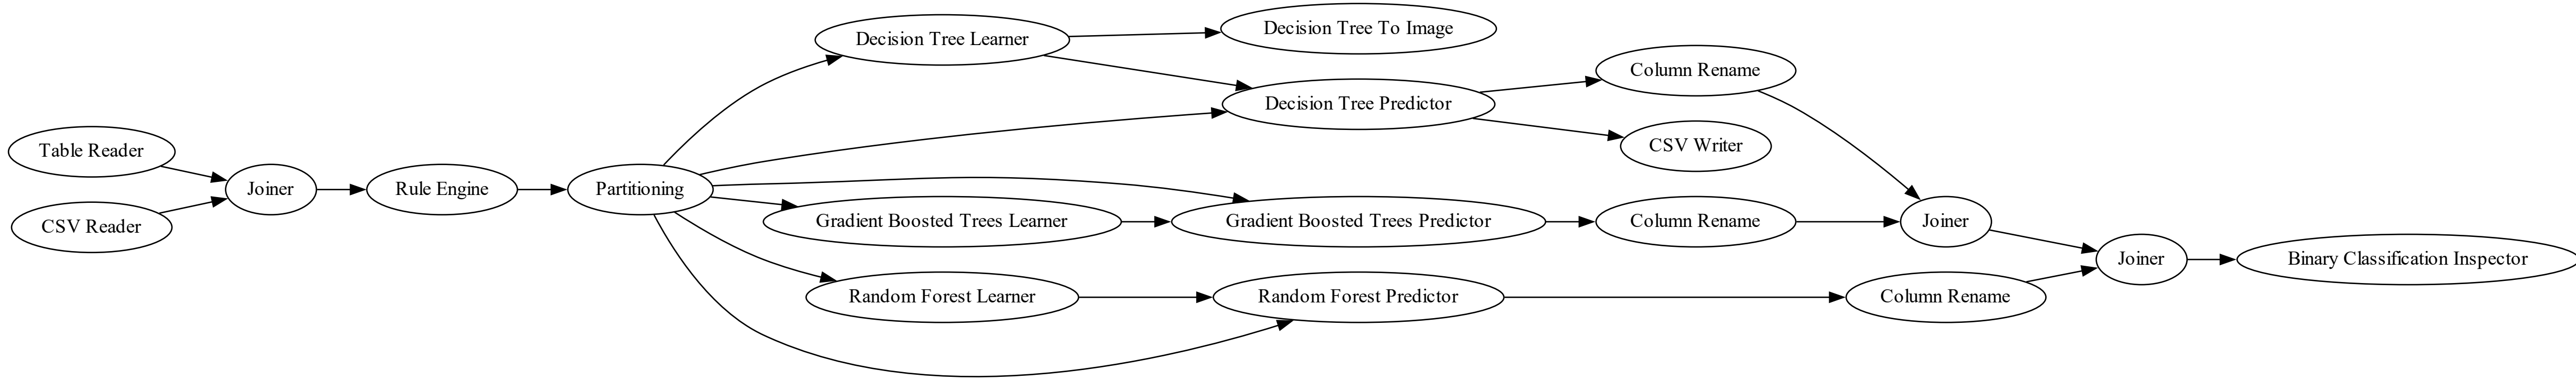 Table Reader
CSV Reader
Joiner
Rule Engine
Partitioning
Decision Tree Learner
Gradient Boosted Trees Learner
Random Forest Learner
Decision Tree To Image
Decision Tree Predictor
Gradient Boosted Trees Predictor
Random Forest Predictor
Column Rename
CSV Writer
Column Rename
Column Rename
Joiner
Joiner
Binary Classification Inspector